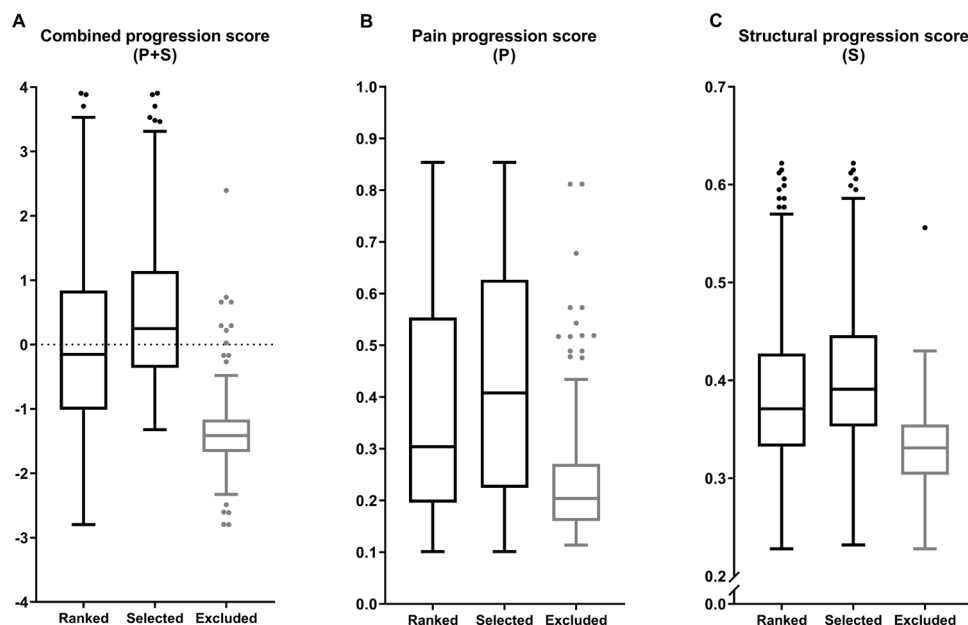 A
Combined progression score
(P+S)
4
3
2
1
0
-1
-2
-3
-4
Ranked Selected Excluded
B
Pain progression score
(P)
1.0
0.9
0.8
0.7
0.6
0.5
0.4
0.3
0.2
0.1
0.0
Ranked Selected Excluded
C
Structural progression score
(S)
0.7
0.6
0.5
0.4
0.3
0.2
0.0
Ranked Selected Excluded